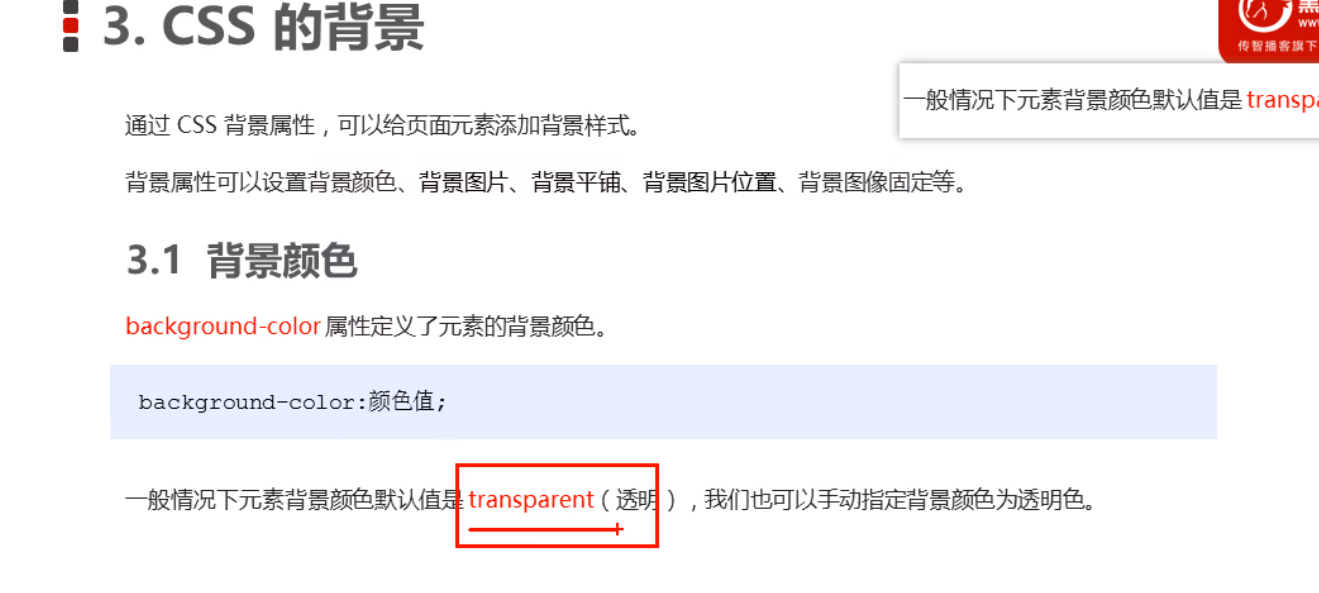 3. CSS 的背景
传智播客旗下
一般情况下元素背景颜色默认值是
通过 CSS 背景属性，可以给页面元素添加背景样式。
背景属性可以设置背景颜色、背景图片、背景平铺、背景图片位置、背景图像固定等。
3.1 背景颜色
background-color 属性定义了元素的背景颜色。
background-color:颜色值;
一般情况下元素背景颜色默认值是 transparent（透明），我们也可以手动指定背景颜色为透明色。